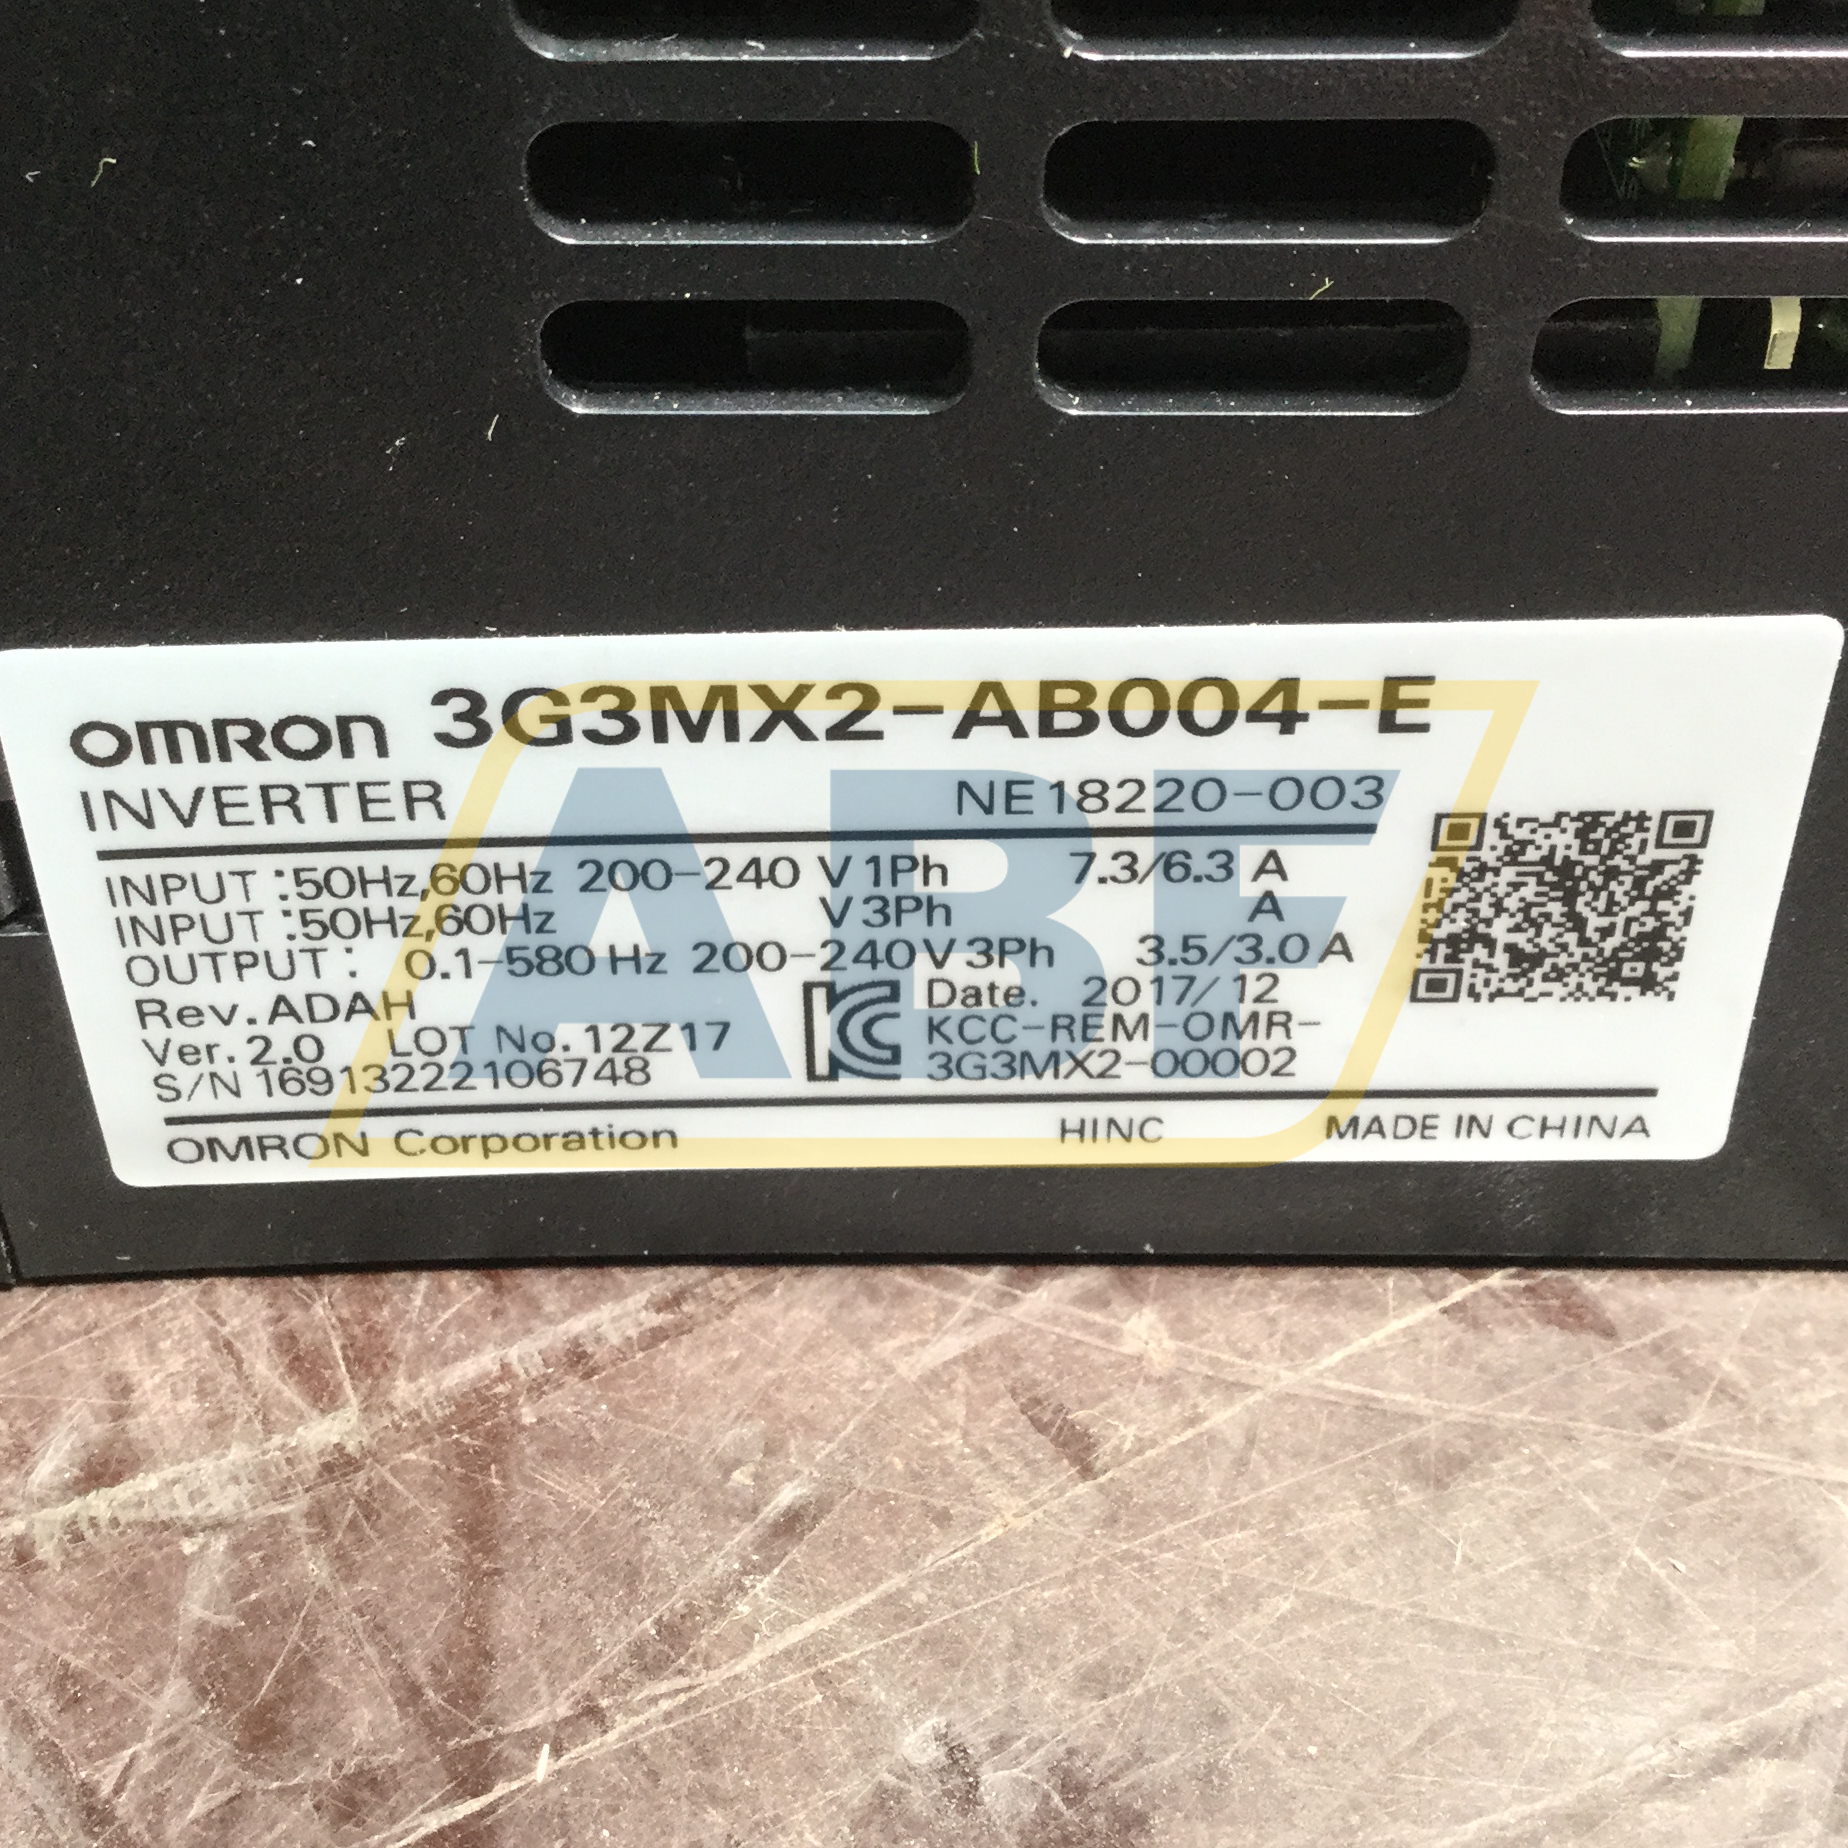 OMRON 3G3MX2-AB004-E
INVERTER NE18220-003
INPUT :50Hz,60Hz 200-240 V 1Ph 7.3/6.3 A
INPUT :50Hz,60Hz V 3Ph A
OUTPUT: 0.1-580 Hz 200-240 V 3Ph 3.5/3.0 A
Rev. ADAH Date. 2017/12
Ver. 2.0 LOT No. 12Z17 KCC-REM-OMR-
S/N 169132221067​48 3G3MX2-00002
OMRON Corporation HINC MADE IN CHINA
ABF